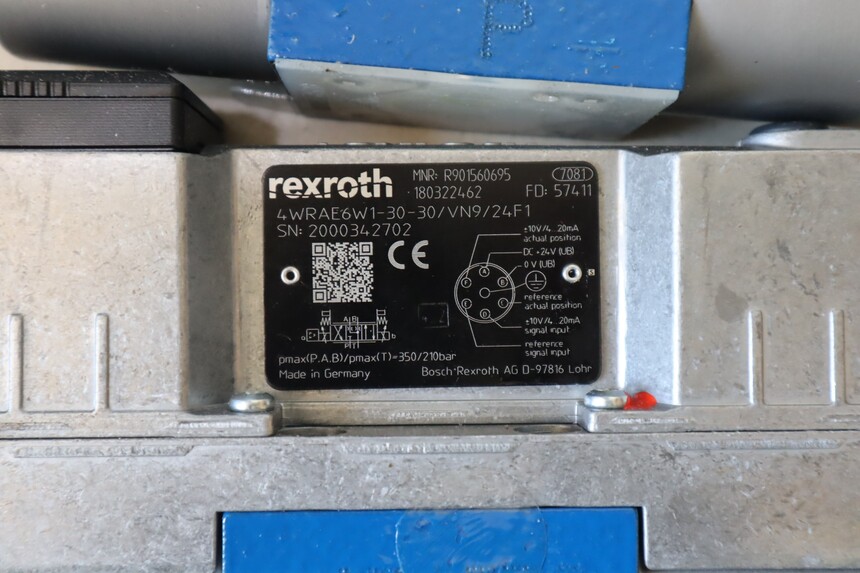 P
rexroth
MNR: R901560695
7081
180322462
FD: 57411
4WRAE6W1-30-30/VN9/24F1
SN: 2000342702
CE
±10V/4...20mA
actual position
DC +24V (UB)
0 V (UB)
reference
actual position
±10V/4...20mA
signal input
reference
signal input
A
B
F
E
C
D
A B
a
b
P T
pmax(P,A,B)/pmax(T)=350/210bar
Made in Germany
Bosch Rexroth AG D-97816 Lohr